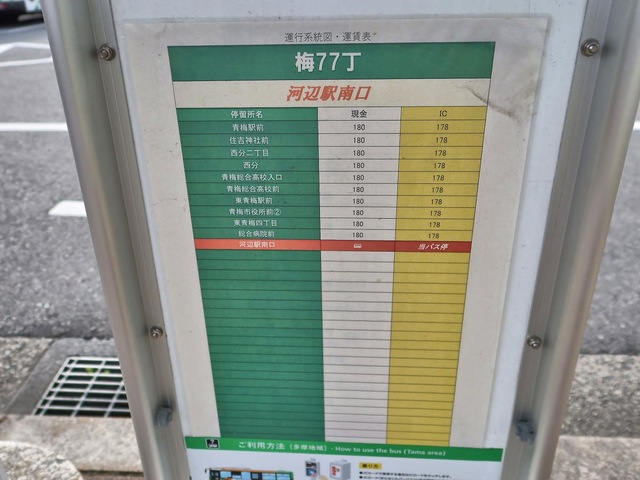 運行系統図・運賃表
梅77丁
河辺駅南口
停留所名 現金 IC
青梅駅前 180 178
住吉神社前 180 178
西分二丁目 180 178
西分 180 178
青梅総合高校入口 180 178
青梅総合高校前 180 178
東青梅駅前 180 178
青梅市役所前② 180 178
東青梅四丁目 180 178
総合病院前 180 178
河辺駅南口 当バス停
ご利用方法(多摩地域)- How to use the bus (Tama area)
乗り方